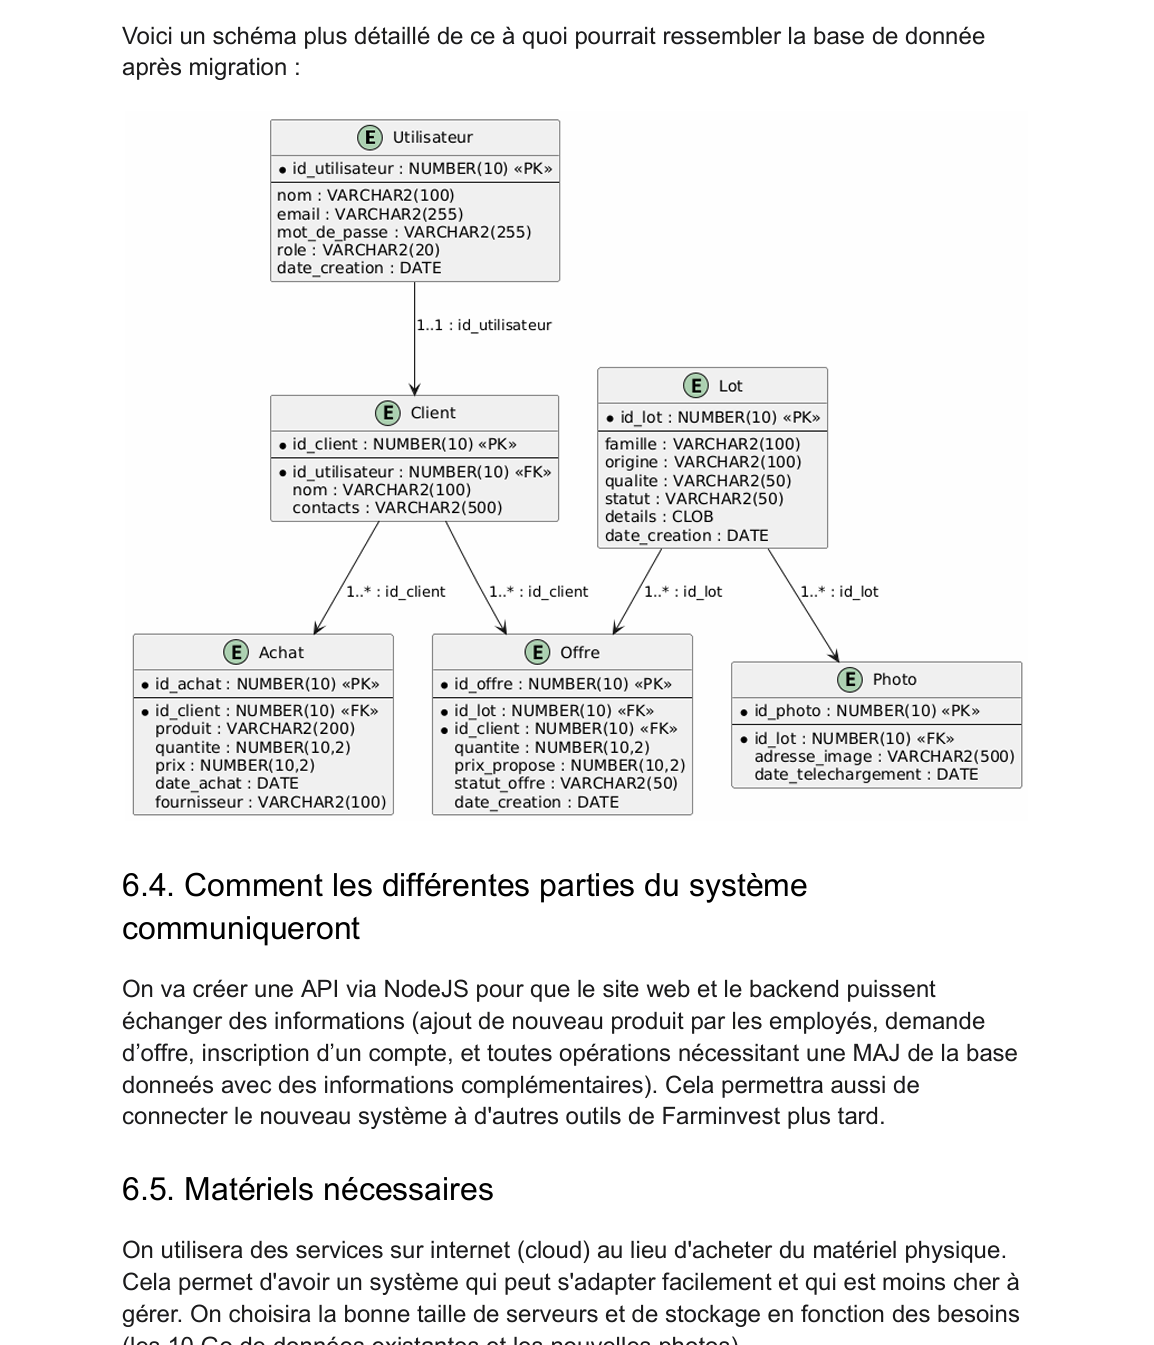 Voici un schéma plus détaillé de ce à quoi pourrait ressembler la base de donnée
après migration :
E Utilisateur
id_utilisateur : NUMBER(10) «PK»
nom : VARCHAR2(100)
email : VARCHAR2(255)
mot_de_passe : VARCHAR2(255)
role : VARCHAR2(20)
date_creation : DATE
1..1 : id_utilisateur
E Client
id_client : NUMBER(10) «PK»
id_utilisateur : NUMBER(10) «FK»
nom : VARCHAR2(100)
contacts : VARCHAR2(500)
E Lot
id_lot : NUMBER(10) «PK»
famille : VARCHAR2(100)
origine : VARCHAR2(100)
qualite : VARCHAR2(50)
statut : VARCHAR2(50)
details : CLOB
date_creation : DATE
1..* : id_client
1..* : id_client
1..* : id_lot
1..* : id_lot
E Achat
id_achat : NUMBER(10) «PK»
id_client : NUMBER(10) «FK»
produit : VARCHAR2(200)
quantite : NUMBER(10,2)
prix : NUMBER(10,2)
date_achat : DATE
fournisseur : VARCHAR2(100)
E Offre
id_offre : NUMBER(10) «PK»
id_lot : NUMBER(10) «FK»
id_client : NUMBER(10) «FK»
quantite : NUMBER(10,2)
prix_propose : NUMBER(10,2)
statut_offre : VARCHAR2(50)
date_creation : DATE
E Photo
id_photo : NUMBER(10) «PK»
id_lot : NUMBER(10) «FK»
adresse_image : VARCHAR2(500)
date_telechargement : DATE
6.4. Comment les différentes parties du système
communiqueront
On va créer une API via NodeJS pour que le site web et le backend puissent
échanger des informations (ajout de nouveau produit par les employés, demande
d’offre, inscription d’un compte, et toutes opérations nécessitant une MAJ de la base
donneés avec des informations complémentaires). Cela permettra aussi de
connecter le nouveau système à d'autres outils de Farminvest plus tard.
6.5. Matériels nécessaires
On utilisera des services sur internet (cloud) au lieu d'acheter du matériel physique.
Cela permet d'avoir un système qui peut s'adapter facilement et qui est moins cher à
gérer. On choisira la bonne taille de serveurs et de stockage en fonction des besoins
(les 10 Go de données existantes et les nouvelles photos)